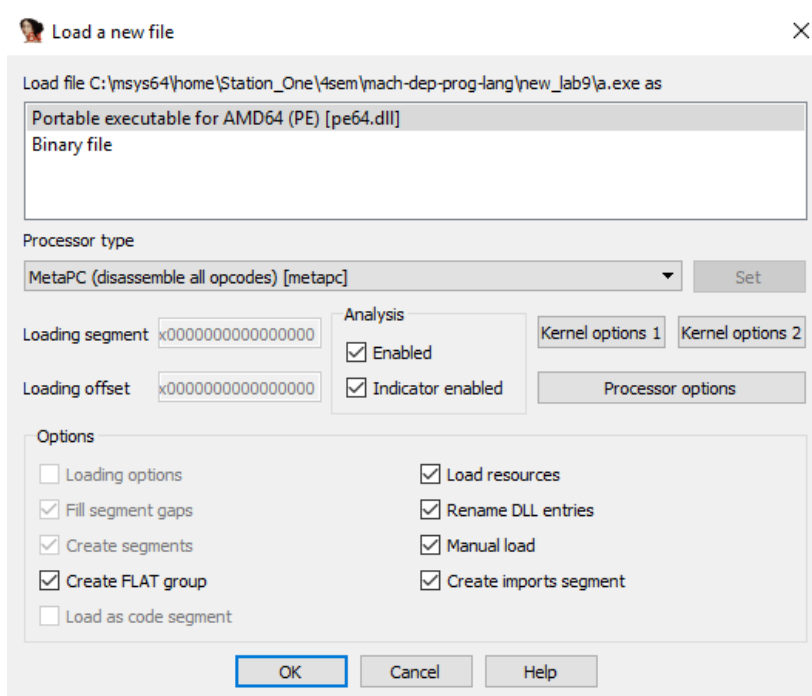 Load a new file
Load file C:\msys64\home\Station_One\4sem\mach-dep-prog-lang\new_lab9\a.exe as
Portable executable for AMD64 (PE) [pe64.dll]
Binary file
Processor type
MetaPC (disassemble all opcodes) [metapc]
Set
Loading segment x0000000000000000
Loading offset x0000000000000000
Analysis
Enabled
Indicator enabled
Kernel options 1 Kernel options 2
Processor options
Options
Loading options
Fill segment gaps
Create segments
Create FLAT group
Load as code segment
Load resources
Rename DLL entries
Manual load
Create imports segment
OK Cancel Help